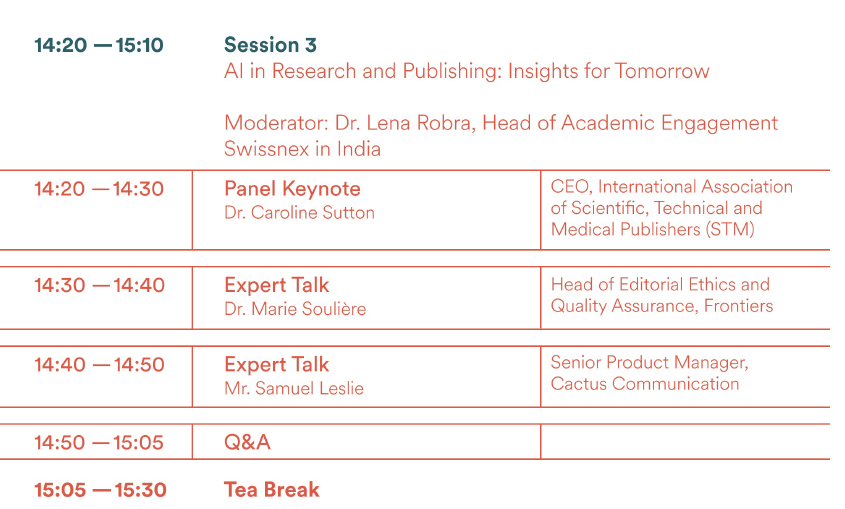 14:20 — 15:10 Session 3
AI in Research and Publishing: Insights for Tomorrow
Moderator: Dr. Lena Robra, Head of Academic Engagement
Swissnex in India
14:20 — 14:30 Panel Keynote
Dr. Caroline Sutton
CEO, International Association
of Scientific, Technical and
Medical Publishers (STM)
14:30 — 14:40 Expert Talk
Dr. Marie Soulière
Head of Editorial Ethics and
Quality Assurance, Frontiers
14:40 — 14:50 Expert Talk
Mr. Samuel Leslie
Senior Product Manager,
Cactus Communication
14:50 — 15:05 Q&A
15:05 — 15:30 Tea Break